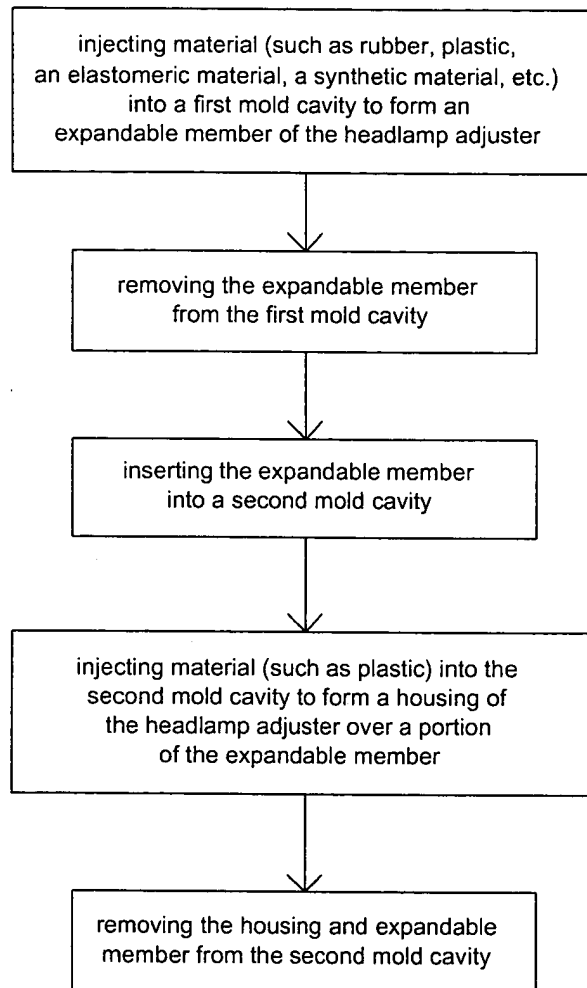 injecting material (such as rubber, plastic,
an elastomeric material, a synthetic material, etc.)
into a first mold cavity to form an
expandable member of the headlamp adjuster
removing the expandable member
from the first mold cavity
inserting the expandable member
into a second mold cavity
injecting material (such as plastic) into the
second mold cavity to form a housing of
the headlamp adjuster over a portion
of the expandable member
removing the housing and expandable
member from the second mold cavity